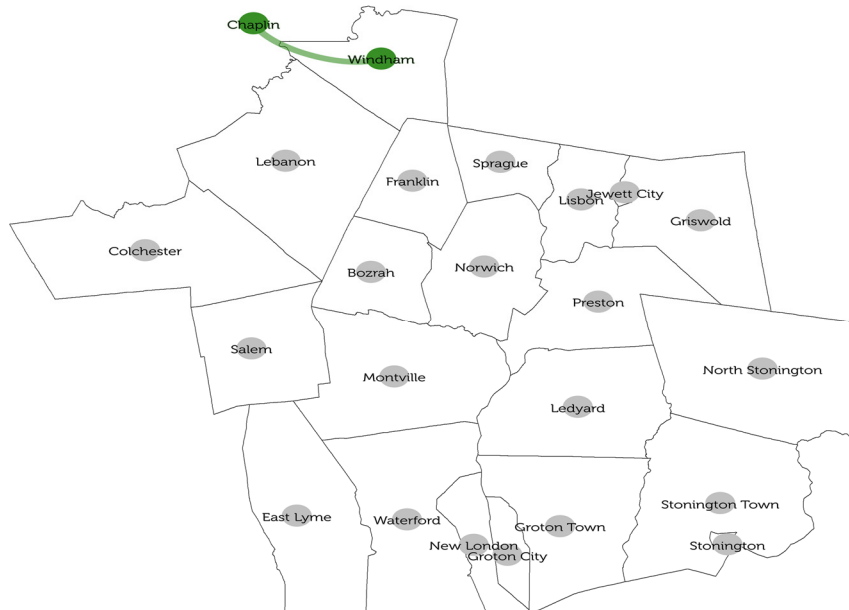 Chaplin
Windham
Lebanon
Sprague
Franklin
Lisbon
Jewett City
Griswold
Colchester
Bozrah
Norwich
Preston
Salem
Montville
North Stonington
Ledyard
Stonington Town
East Lyme
Waterford
Groton Town
New London
Stonington
Groton City